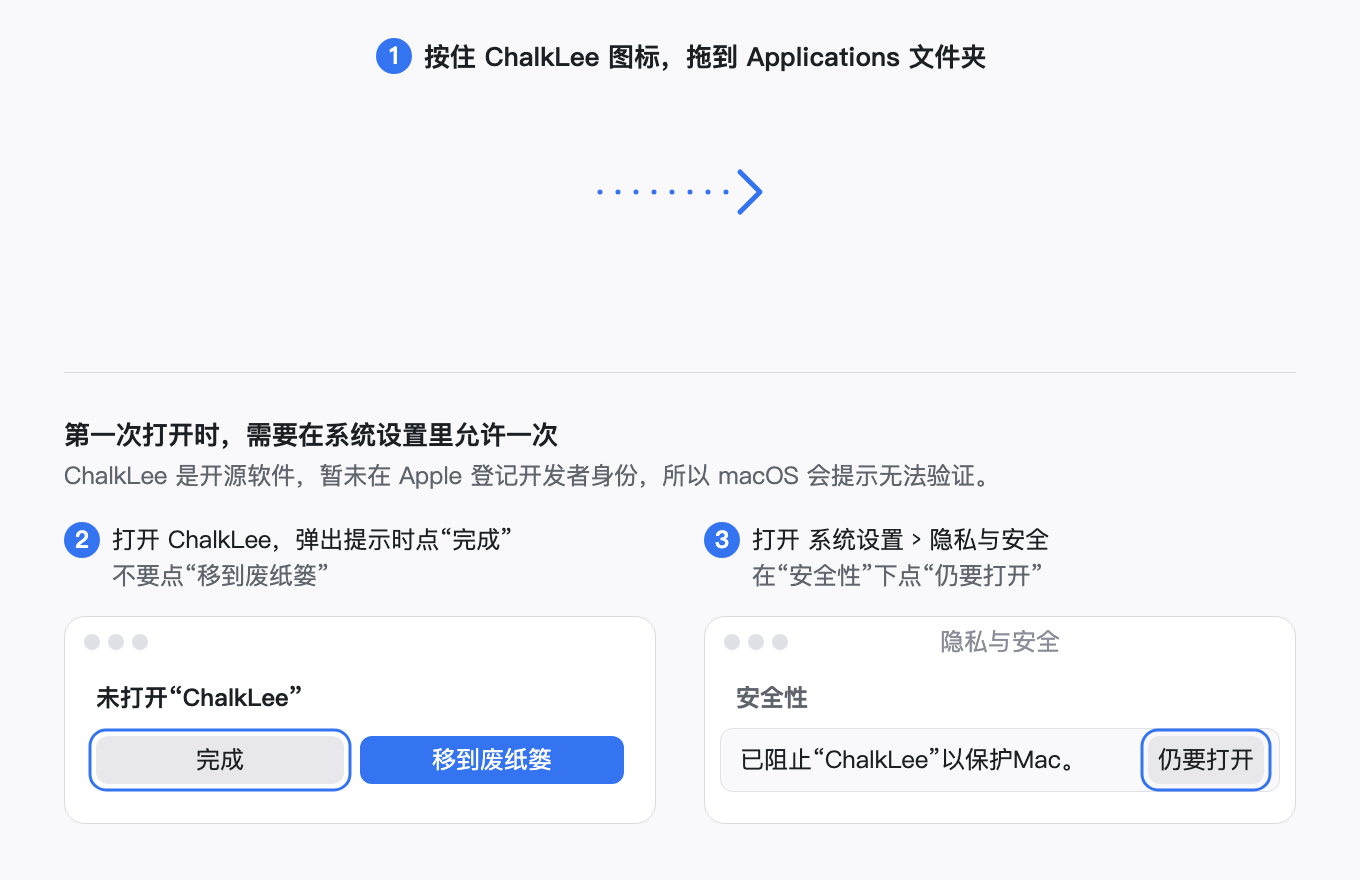 1 按住 ChalkLee 图标，拖到 Applications 文件夹
第一次打开时，需要在系统设置里允许一次
ChalkLee 是开源软件，暂未在 Apple 登记开发者身份，所以 macOS 会提示无法验证。
2 打开 ChalkLee，弹出提示时点“完成”
不要点“移到废纸篓”
未打开“ChalkLee”
完成 移到废纸篓
3 打开 系统设置 › 隐私与安全
在“安全性”下点“仍要打开”
隐私与安全
安全性
已阻止“ChalkLee”以保护Mac。 仍要打开